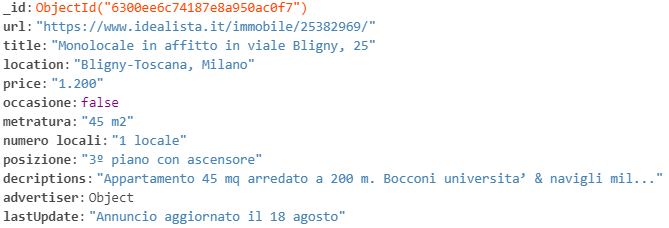 _id: ObjectId("6300ee6c74187e8a950ac0f7")
url: "https://www.idealista.it/immobile/25382969/"
title: "Monolocale in affitto in viale Bligny, 25"
location: "Bligny-Toscana, Milano"
price: "1.200"
occasione: false
metratura: "45 m2"
numero locali: "1 locale"
posizione: "3º piano con ascensore"
decriptions: "Appartamento 45 mq arredato a 200 m. Bocconi universita’ & navigli mil..."
advertiser: Object
lastUpdate: "Annuncio aggiornato il 18 agosto"